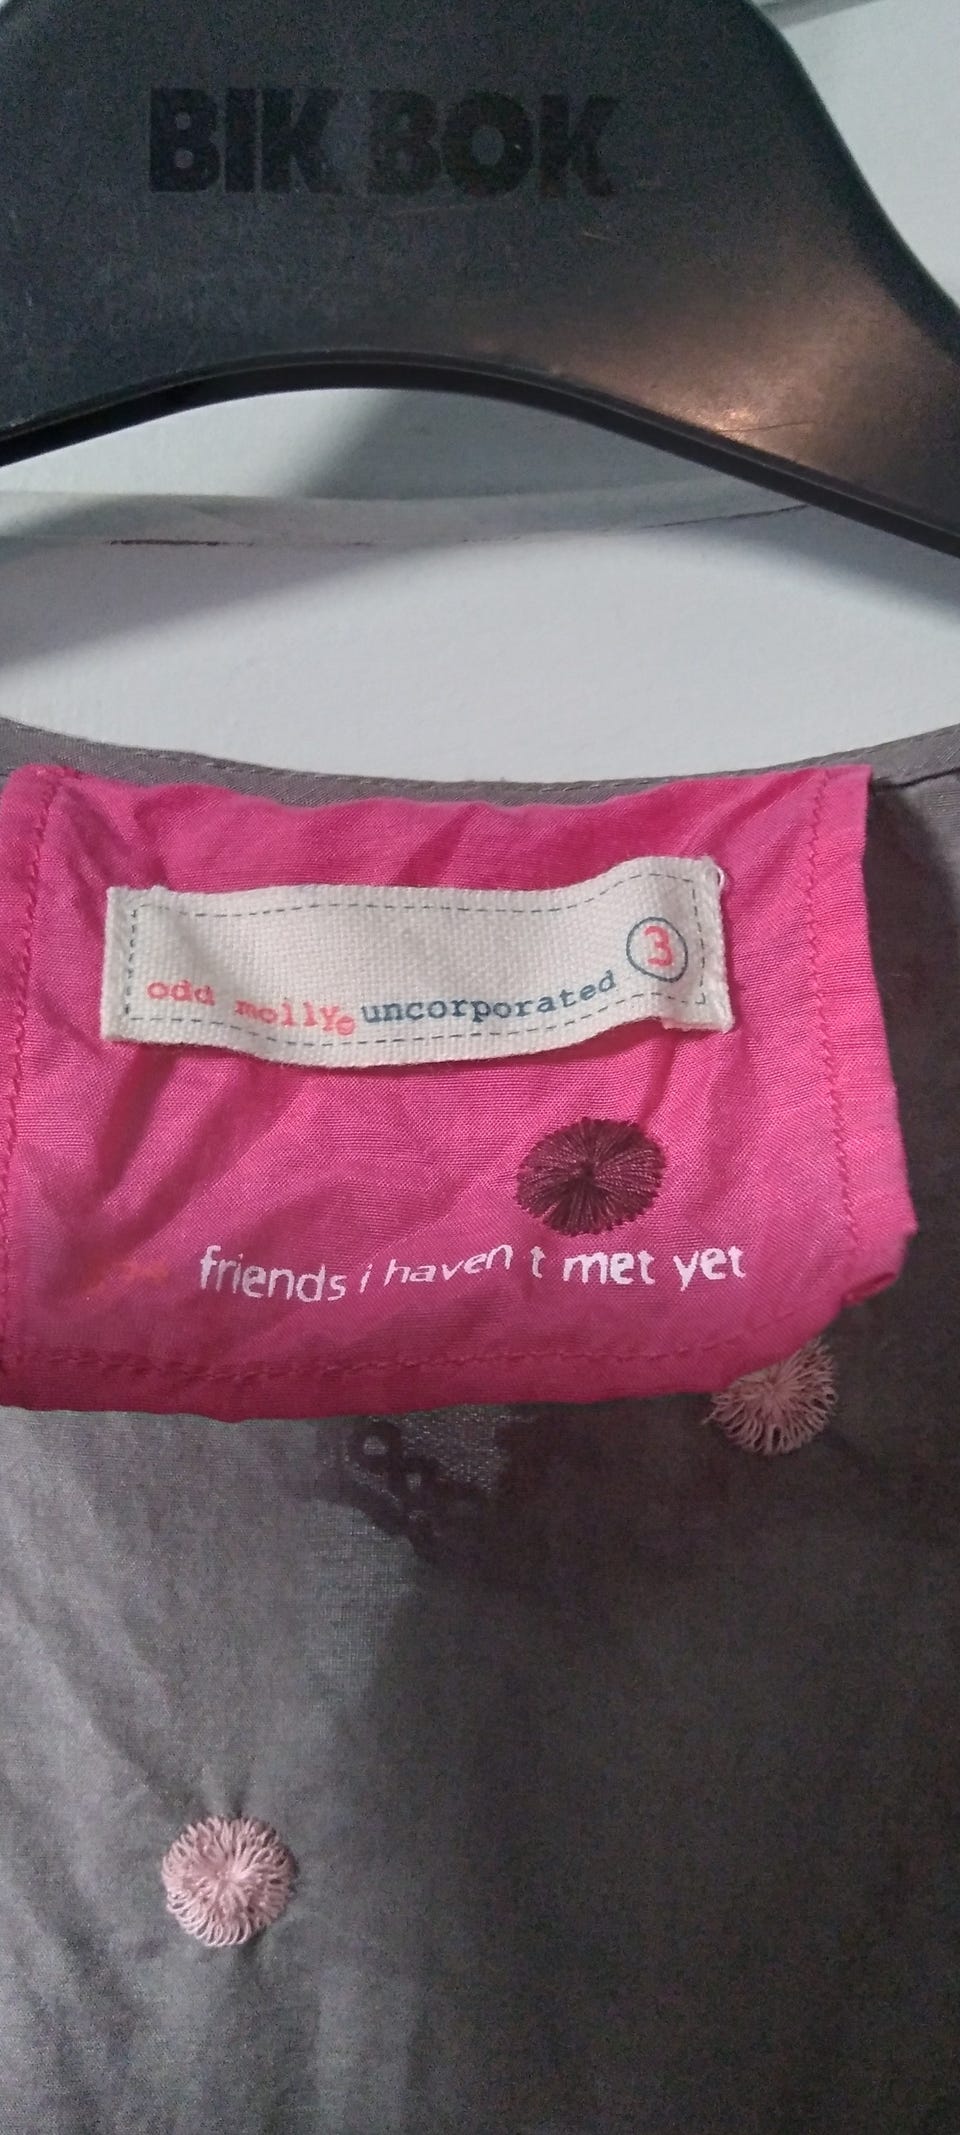 BIK BOK
odd molly uncorporated 3
friends i haven t met yet